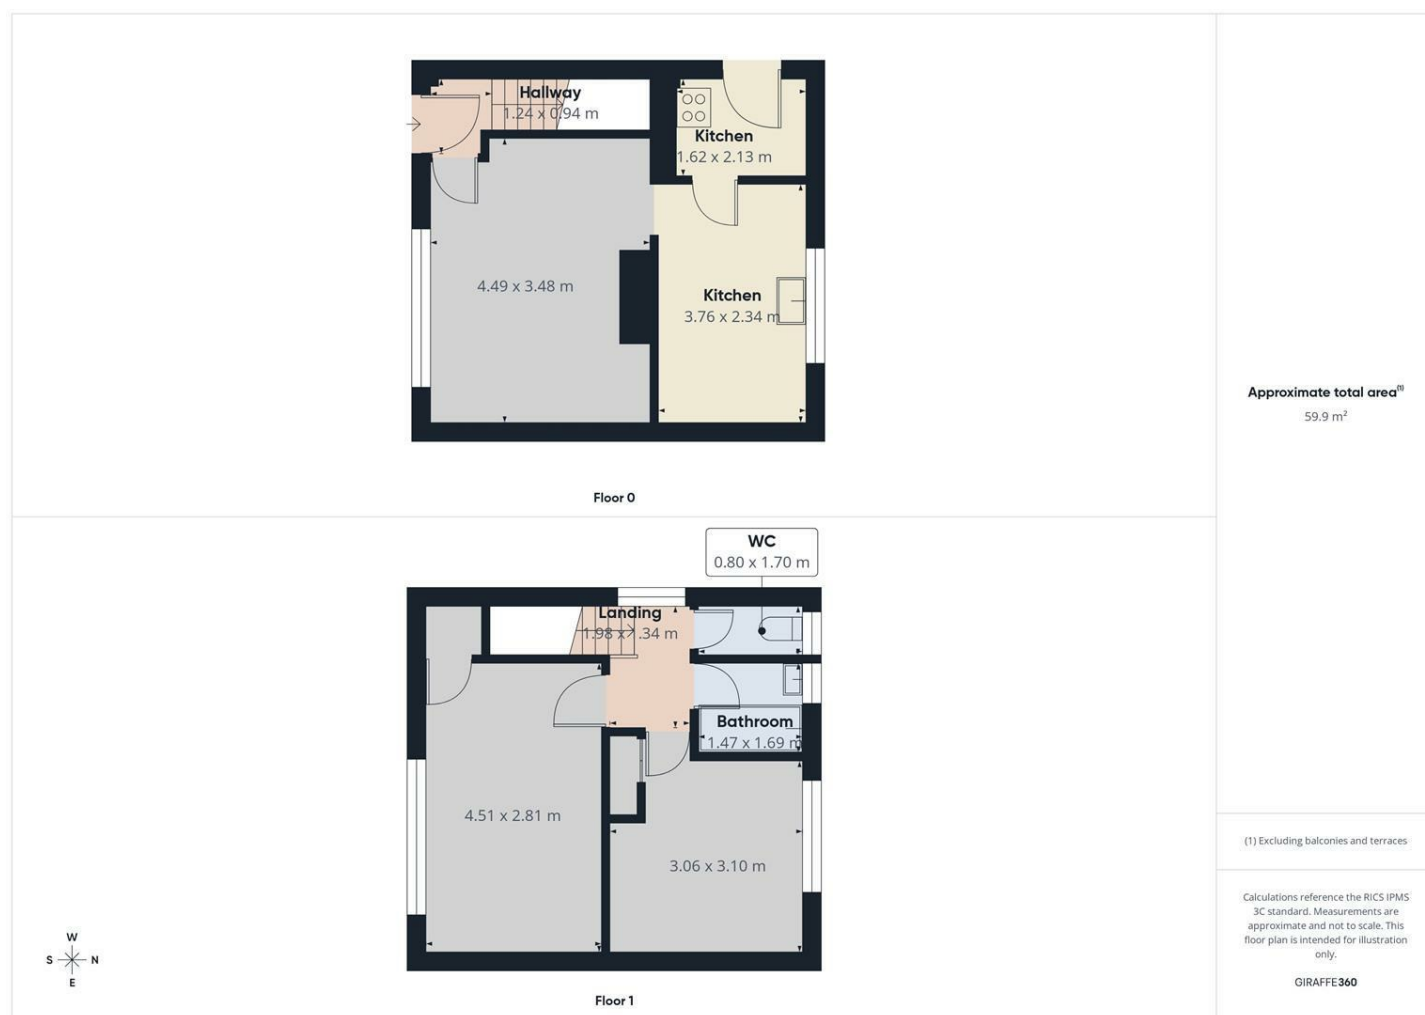 Hallway
1.24 x 0.94 m
Kitchen
1.62 x 2.13 m
4.49 x 3.48 m
Kitchen
3.76 x 2.34 m
Floor 0
Approximate total area(1)
59.9 m²
WC
0.80 x 1.70 m
Landing
1.98 x .34 m
Bathroom
1.47 x 1.69 m
4.51 x 2.81 m
3.06 x 3.10 m
W
S N
E
Floor 1
(1) Excluding balconies and terraces
Calculations reference the RICS IPMS
3C standard. Measurements are
approximate and not to scale. This
floor plan is intended for illustration
only.
GIRAFFE360